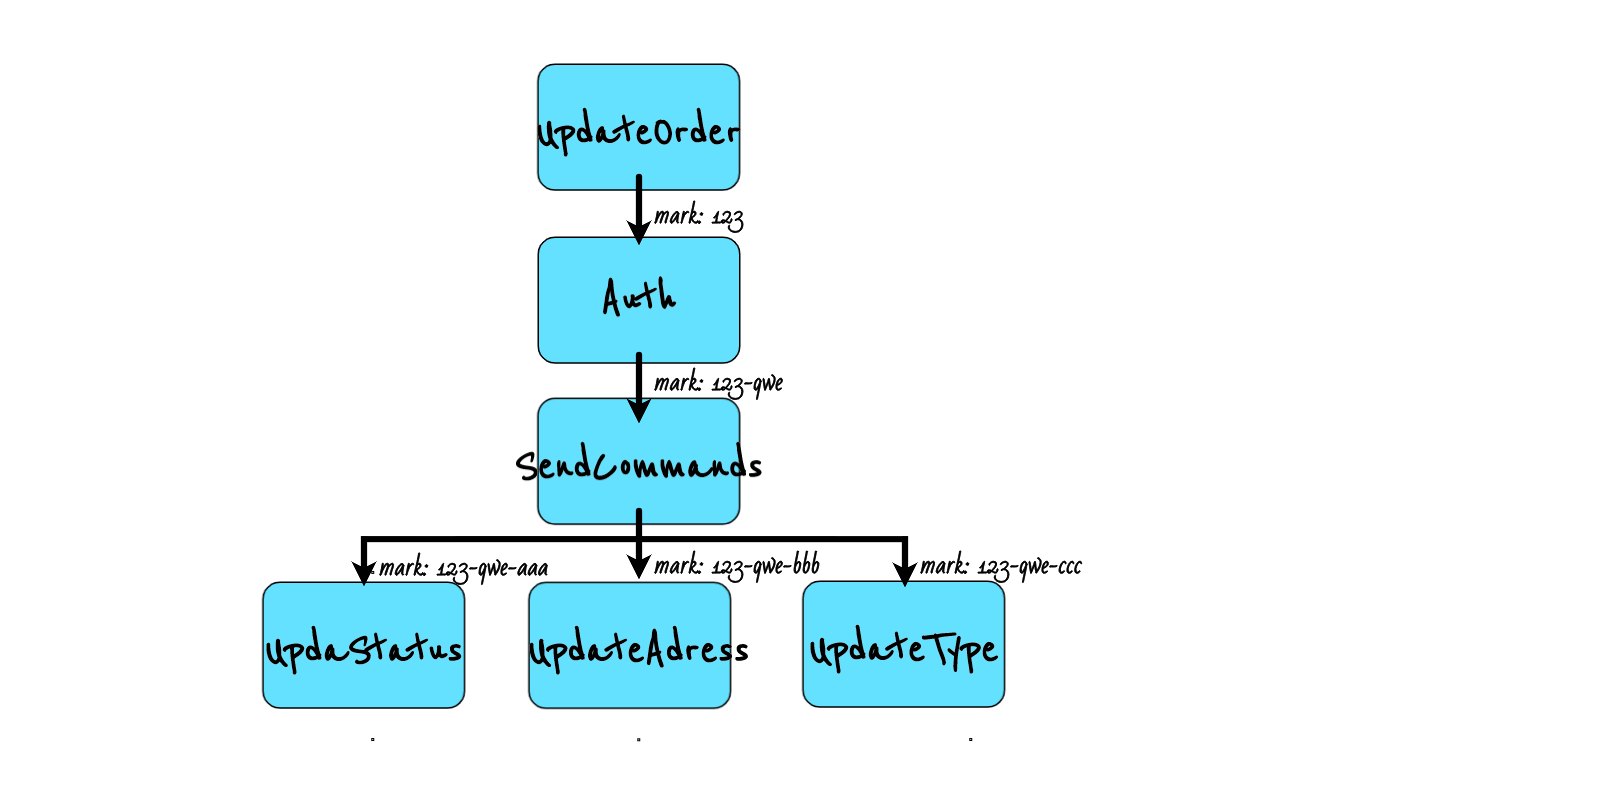 UpdateOrder
mark: 123
Auth
mark: 123-qwe
SendCommands
mark: 123-qwe-aaa
mark: 123-qwe-bbb
mark: 123-qwe-ccc
UpdaStatus
UpdateAdress
UpdateType